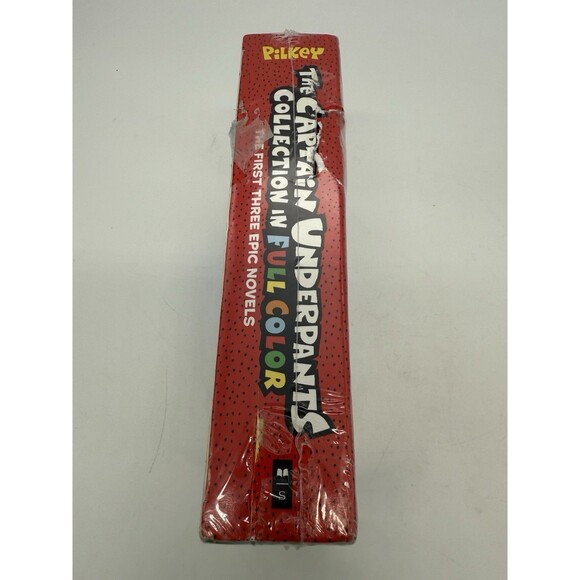 PiLKEY
THE CAPTAiN UNDERPANTS
COLLECTION iN FULL COLOR
THE FIRST THREE EPIC NOVELS
S